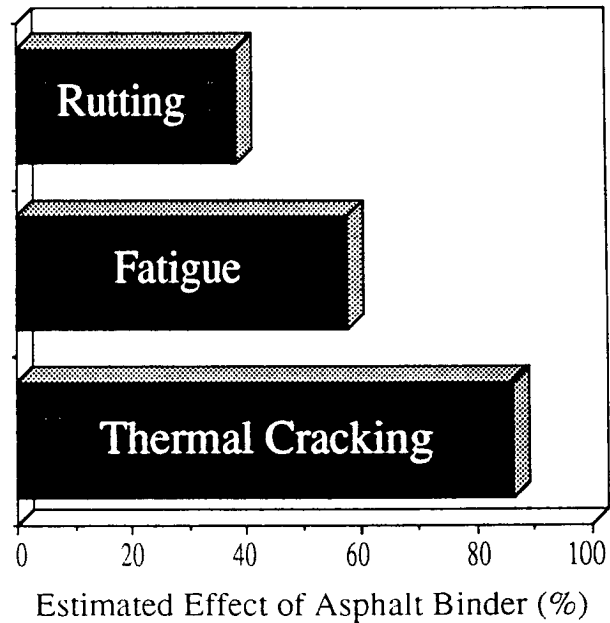 Rutting
Fatigue
Thermal Cracking
0 20 40 60 80 100
Estimated Effect of Asphalt Binder (%)